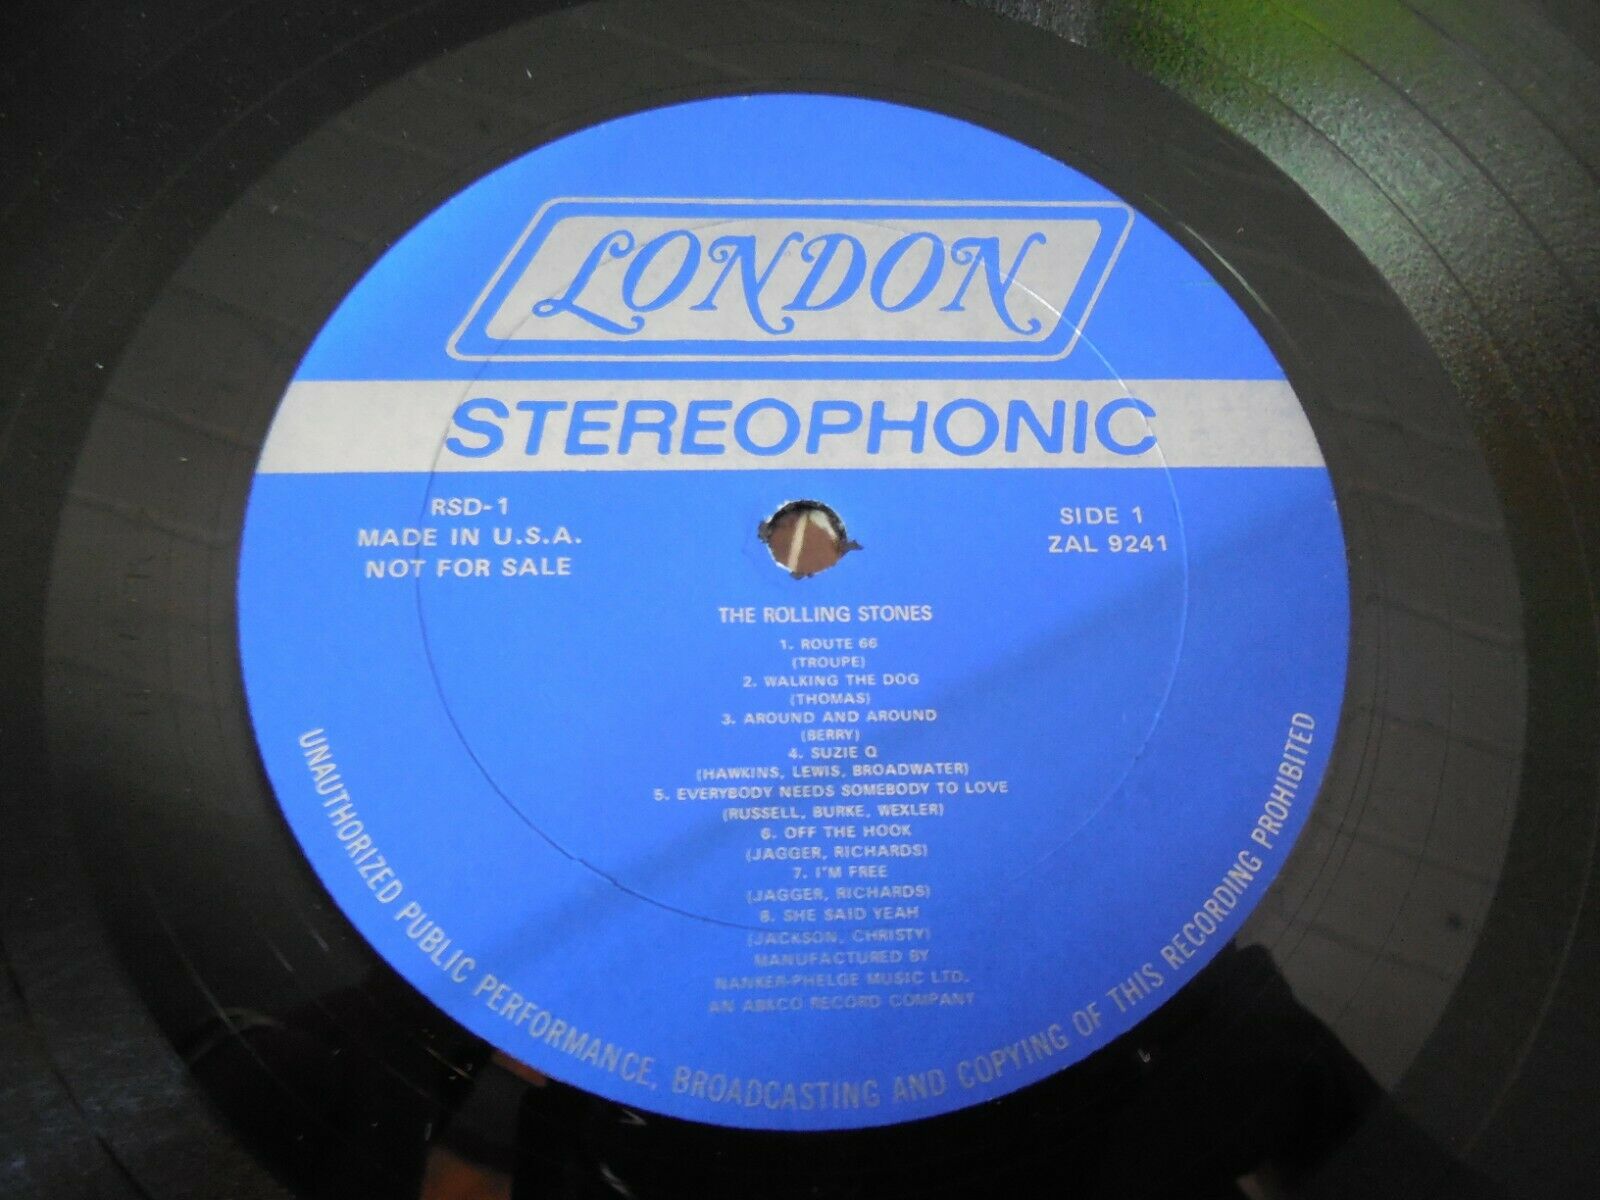 LONDON
STEREOPHONIC
RSD-1
MADE IN U.S.A.
NOT FOR SALE
SIDE 1
ZAL 9241
THE ROLLING STONES
1. ROUTE 66
(TROUPE)
2. WALKING THE DOG
(THOMAS)
3. AROUND AND AROUND
(BERRY)
4. SUZIE Q
(HAWKINS, LEWIS, BROADWATER)
5. EVERYBODY NEEDS SOMEBODY TO LOVE
(RUSSELL, BURKE, WEXLER)
6. OFF THE HOOK
(JAGGER, RICHARDS)
7. I'M FREE
(JAGGER, RICHARDS)
8. SHE SAID YEAH
(JACKSON, CHRISTY)
MANUFACTURED BY
NANKER-PHELGE MUSIC LTD.
AN ABKCO RECORD COMPANY
UNAUTHORIZED PUBLIC PERFORMANCE, BROADCASTING AND COPYING OF THIS RECORDING PROHIBITED